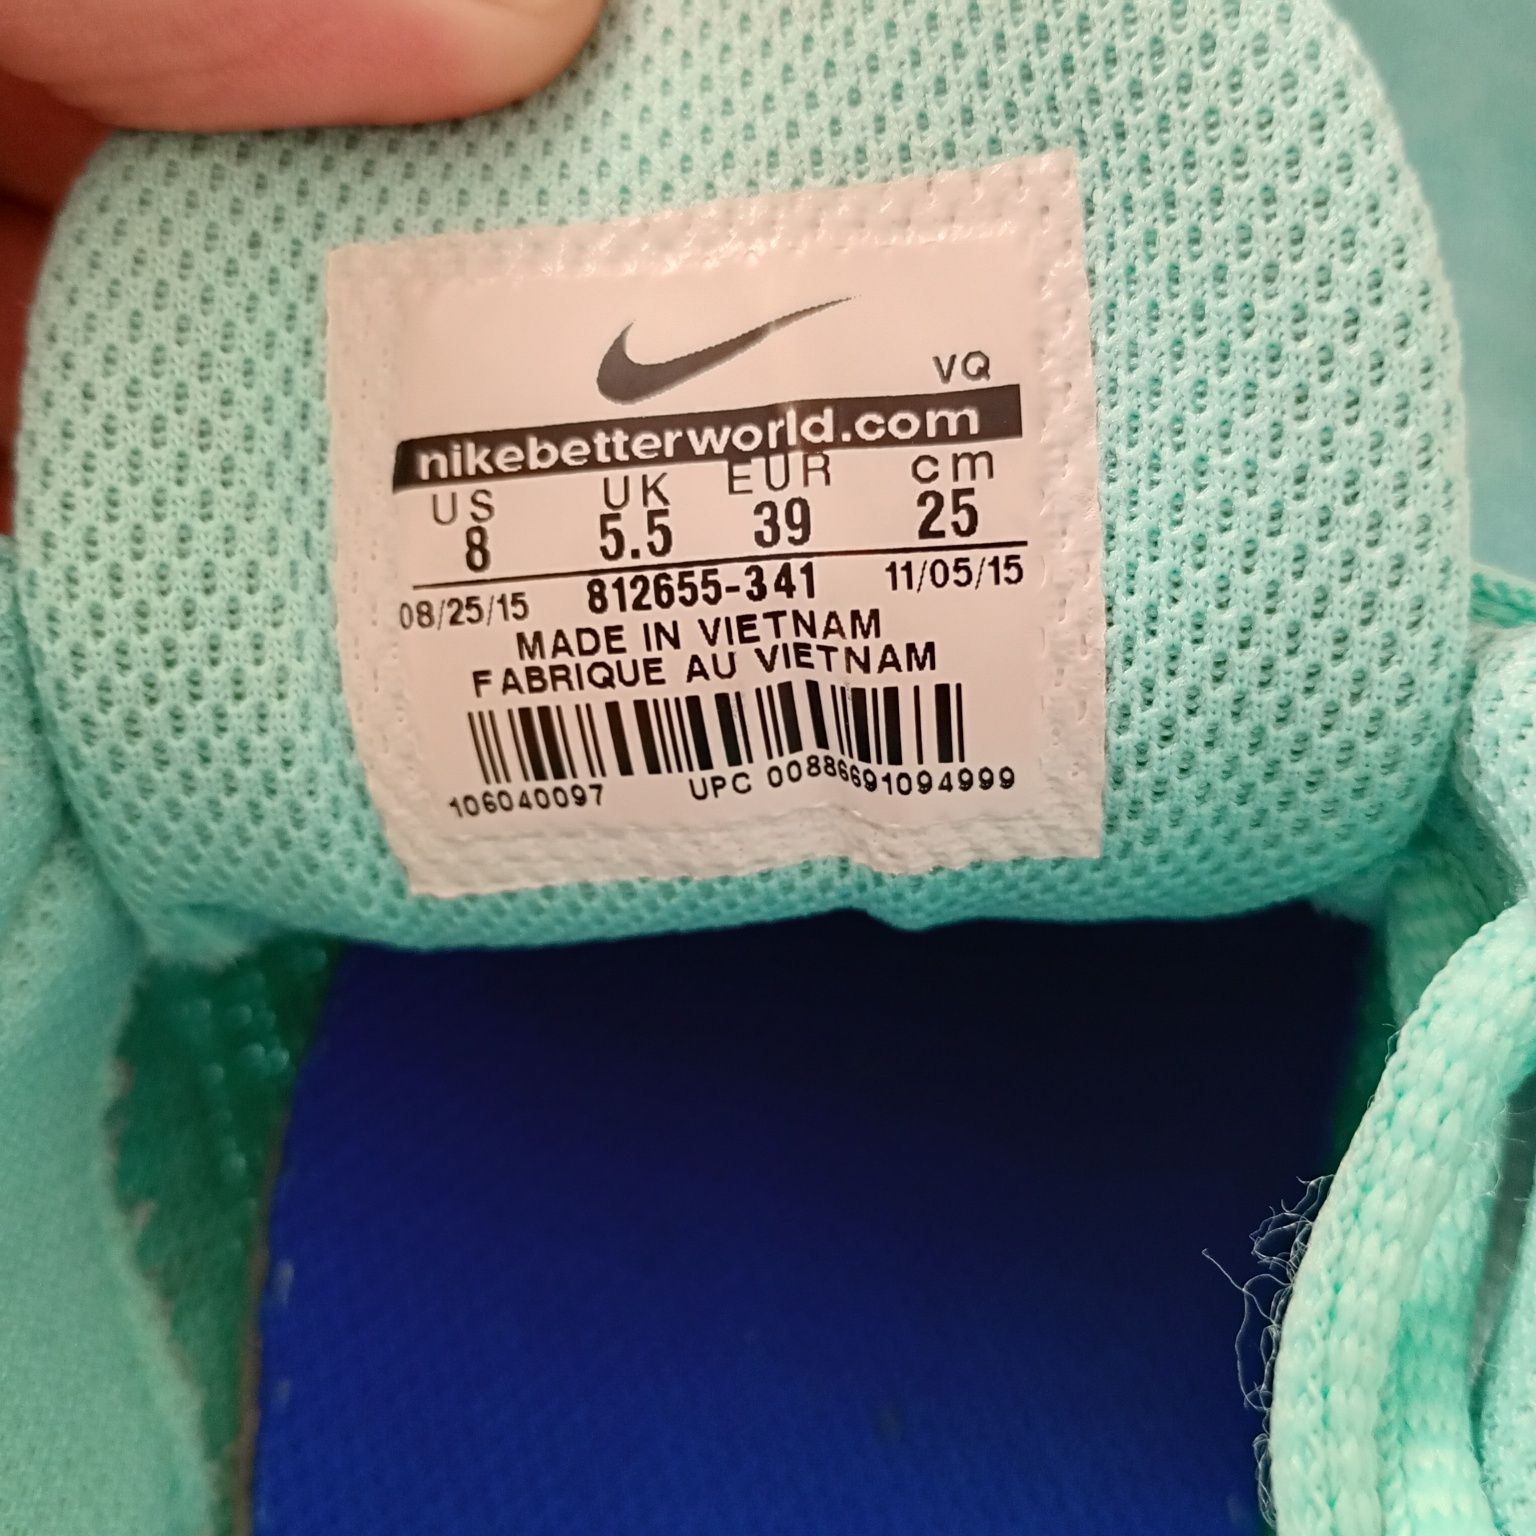 VQ
nikebetterworld.com
US UK EUR cm
8 5.5 39 25
08/25/15 812655-341 11/05/15
MADE IN VIETNAM
FABRIQUE AU VIETNAM
106040097 UPC 00886691094999